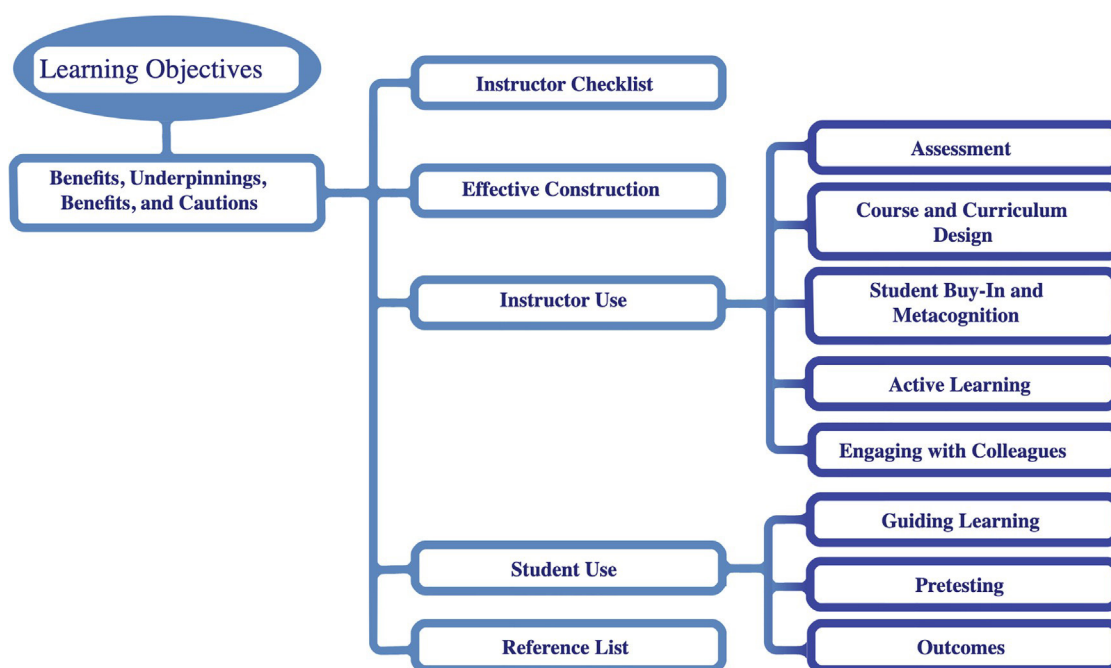 Learning Objectives
Benefits, Underpinnings,
Benefits, and Cautions
Instructor Checklist
Effective Construction
Instructor Use
Assessment
Course and Curriculum
Design
Student Buy-In and
Metacognition
Active Learning
Engaging with Colleagues
Student Use
Guiding Learning
Pretesting
Outcomes
Reference List